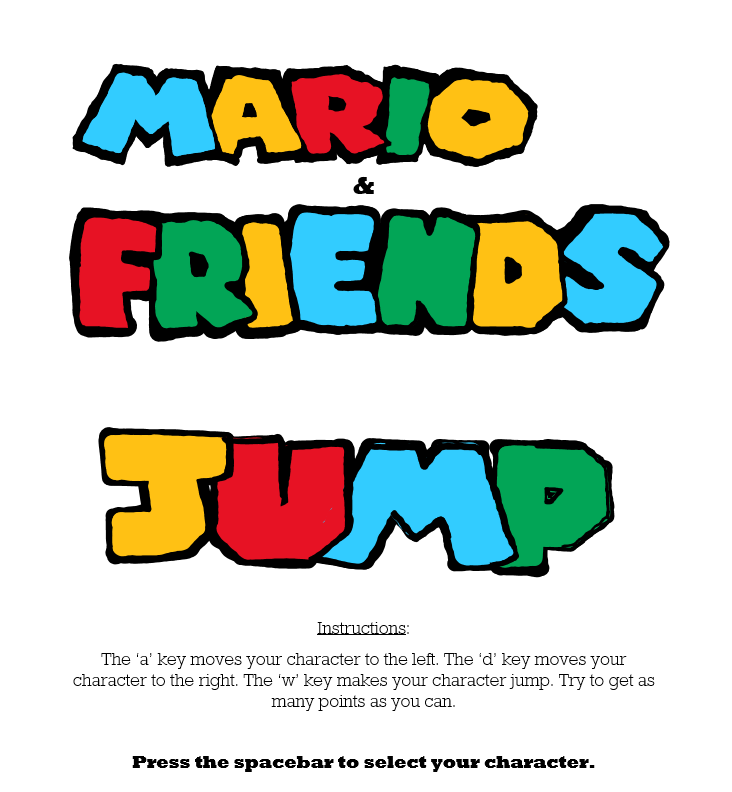 MARIO
&
FRIENDS
JUMP
Instructions:
The ‘a’ key moves your character to the left. The ‘d’ key moves your
character to the right. The ‘w’ key makes your character jump. Try to get as
many points as you can.
Press the spacebar to select your character.